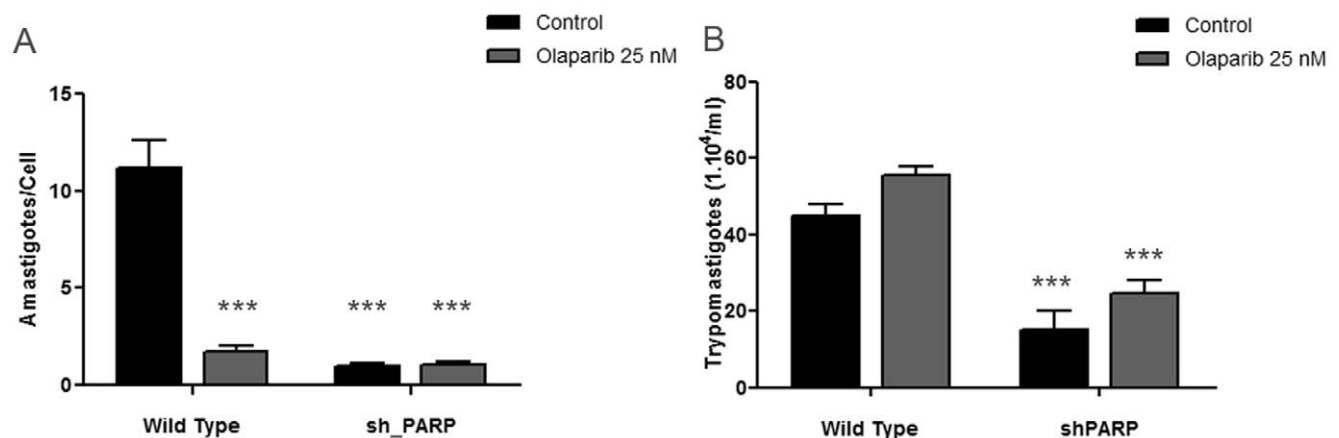 A
Control
Olaparib 25 nM
Amastigotes/Cell
15
10
5
0
***
***
***
Wild Type
sh_PARP
B
Control
Olaparib 25 nM
Trypomastigotes (1.10⁴/ml)
80
60
40
20
0
***
***
Wild Type
shPARP